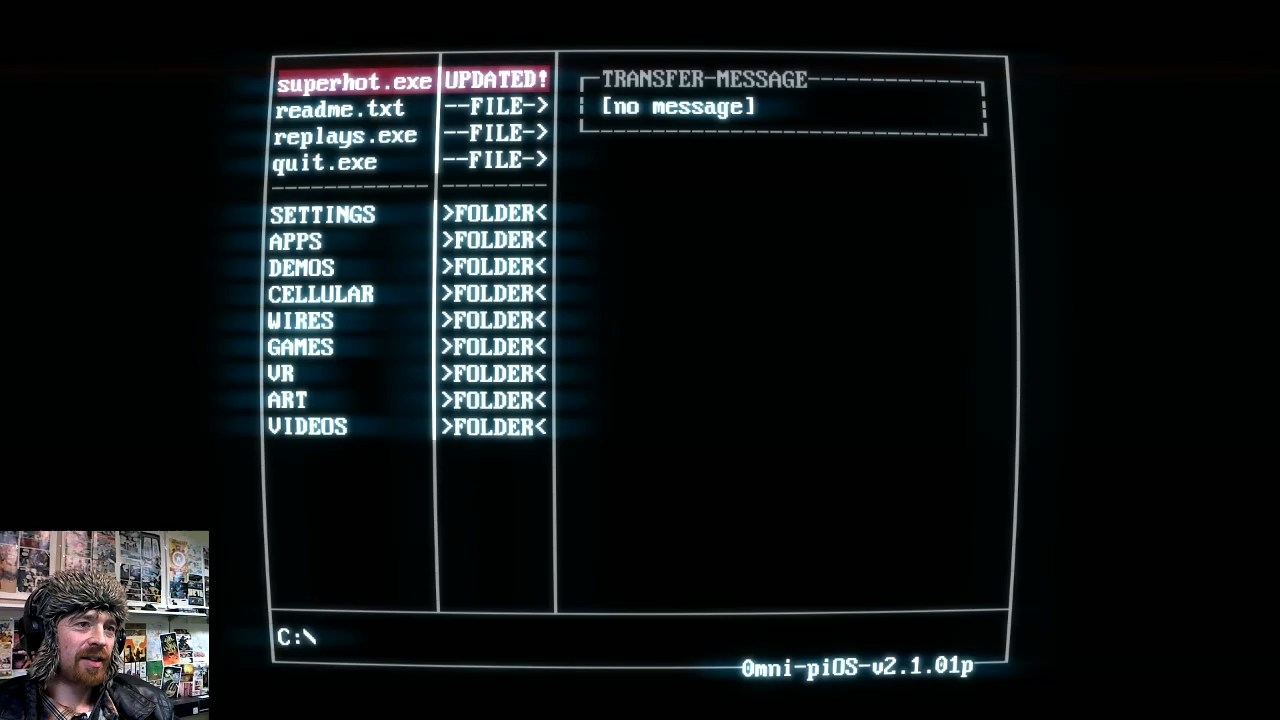 superhot.exe UPDATED!
readme.txt --FILE->
replays.exe --FILE->
quit.exe --FILE->
SETTINGS >FOLDER<
APPS >FOLDER<
DEMOS >FOLDER<
CELLULAR >FOLDER<
WIRES >FOLDER<
GAMES >FOLDER<
VR >FOLDER<
ART >FOLDER<
VIDEOS >FOLDER<
TRANSFER-MESSAGE
[no message]
C:\
0mni-piOS-v2.1.01p